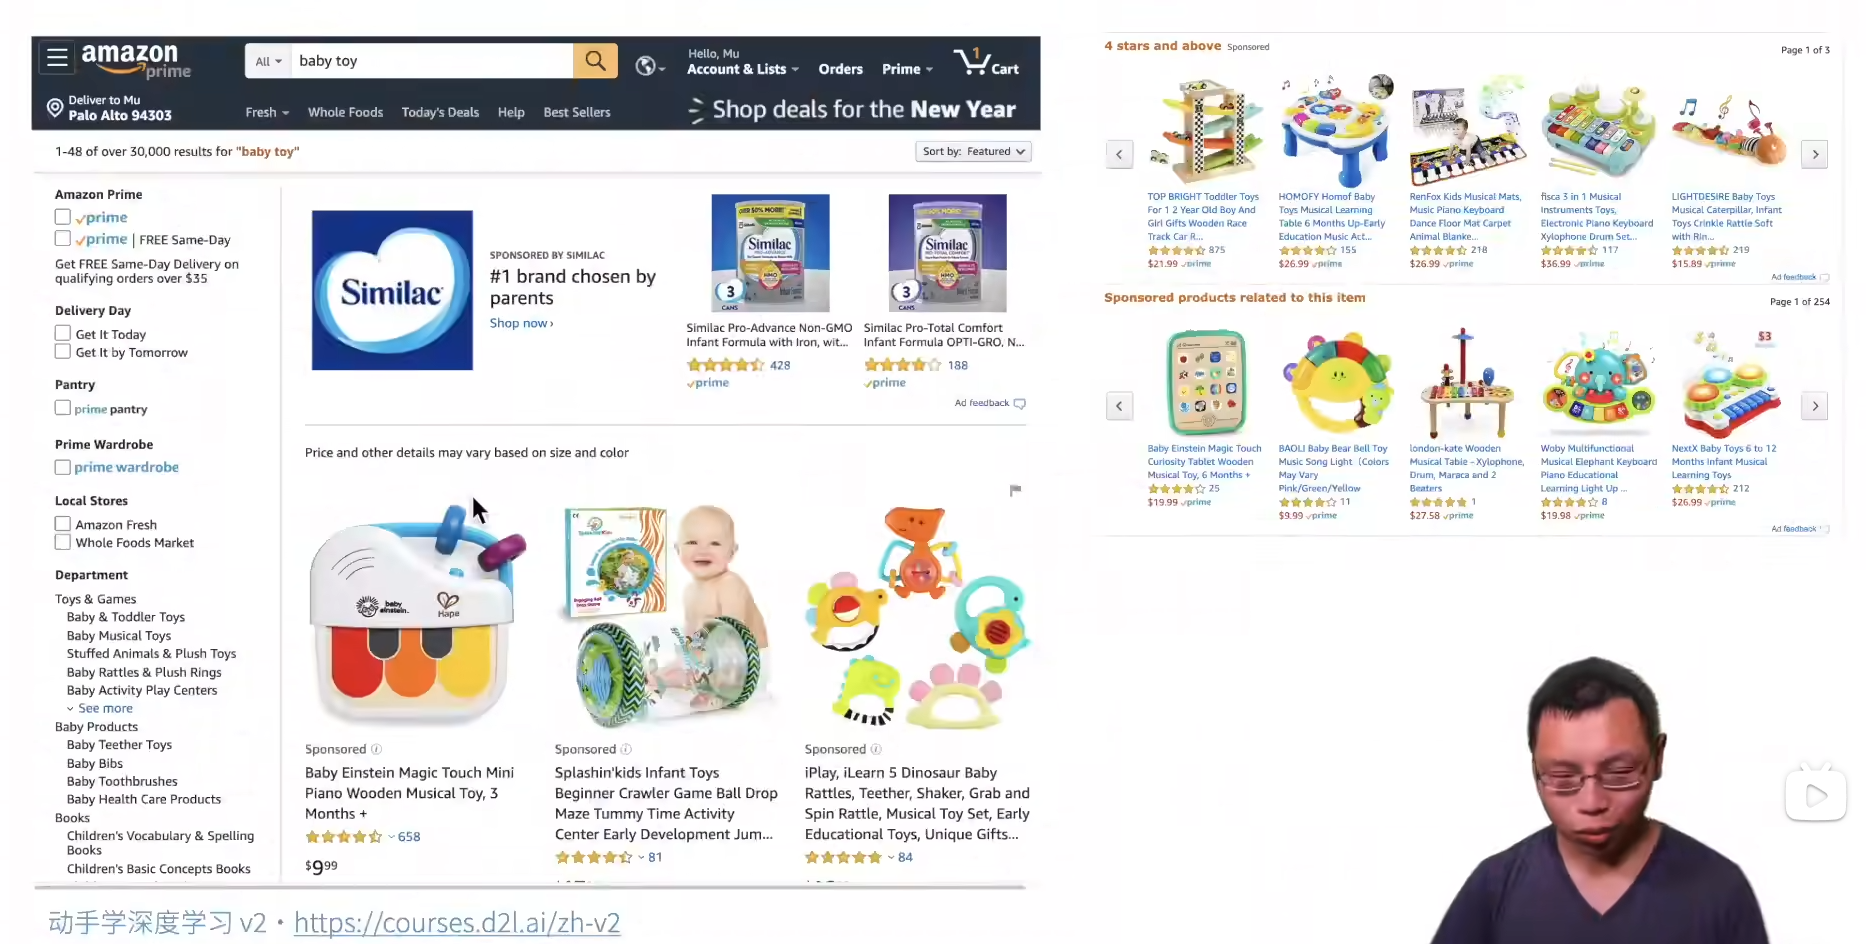 amazon
prime
All
baby toy
Hello, Mu
Account & Lists
Orders
Prime
1
Cart
Deliver to Mu
Palo Alto 94303
Fresh
Whole Foods
Today's Deals
Help
Best Sellers
Shop deals for the New Year
1-48 of over 30,000 results for "baby toy"
Sort by: Featured
Amazon Prime
prime
prime | FREE Same-Day
Get FREE Same-Day Delivery on
qualifying orders over $35
Delivery Day
Get It Today
Get It by Tomorrow
Pantry
prime pantry
Prime Wardrobe
prime wardrobe
Local Stores
Amazon Fresh
Whole Foods Market
Department
Toys & Games
Baby & Toddler Toys
Baby Musical Toys
Stuffed Animals & Plush Toys
Baby Rattles & Plush Rings
Baby Activity Play Centers
See more
Baby Products
Baby Teether Toys
Baby Bibs
Baby Toothbrushes
Baby Health Care Products
Books
Children's Vocabulary & Spelling
Books
Children's Basic Concepts Books
Similac
SPONSORED BY SIMILAC
#1 brand chosen by
parents
Shop now ›
OVER 50% MORE!
Similac
3
CANS
Similac Pro-Advance Non-GMO
Infant Formula with Iron, wit...
428
prime
Similac
3
CANS
Similac Pro-Total Comfort
Infant Formula OPTI-GRO, N...
188
prime
Ad feedback
Price and other details may vary based on size and color
baby
einstein
Hape
Sponsored
Baby Einstein Magic Touch Mini
Piano Wooden Musical Toy, 3
Months +
658
$9.99
Sponsored
Splashin'kids Infant Toys
Beginner Crawler Game Ball Drop
Maze Tummy Time Activity
Center Early Development Jum...
81
Sponsored
iPlay, iLearn 5 Dinosaur Baby
Rattles, Teether, Shaker, Grab and
Spin Rattle, Musical Toy Set, Early
Educational Toys, Unique Gifts...
84
4 stars and above Sponsored
Page 1 of 3
TOP BRIGHT Toddler Toys
For 1 2 Year Old Boy And
Girl Gifts Wooden Race
Track Car R...
875
$21.99 prime
HOMOFY Homof Baby
Toys Musical Learning
Table 6 Months Up-Early
Education Music Act...
155
$26.99 prime
RenFox Kids Musical Mats,
Music Piano Keyboard
Dance Floor Mat Carpet
Animal Blanke...
218
$26.99 prime
fisca 3 in 1 Musical
Instruments Toys,
Electronic Piano Keyboard
Xylophone Drum Set...
117
$36.99 prime
LIGHTDESIRE Baby Toys
Musical Caterpillar, Infant
Toys Crinkle Rattle Soft
with Rin...
219
$15.89 prime
Ad feedback
Sponsored products related to this item
Page 1 of 254
Baby Einstein Magic Touch
Curiosity Tablet Wooden
Musical Toy, 6 Months +
25
$19.99 prime
BAOLI Baby Bear Bell Toy
Music Song Light (Colors
May Vary
Pink/Green/Yellow
11
$9.99 prime
london-kate Wooden
Musical Table - Xylophone,
Drum, Maraca and 2
Beaters
1
$27.58 prime
Woby Multifunctional
Musical Elephant Keyboard
Piano Educational
Learning Light Up ...
8
$19.98 prime
$3
NextX Baby Toys 6 to 12
Months Infant Musical
Learning Toys
212
$26.99 prime
Ad feedback
动手学深度学习 v2 • https://courses.d2l.ai/zh-v2